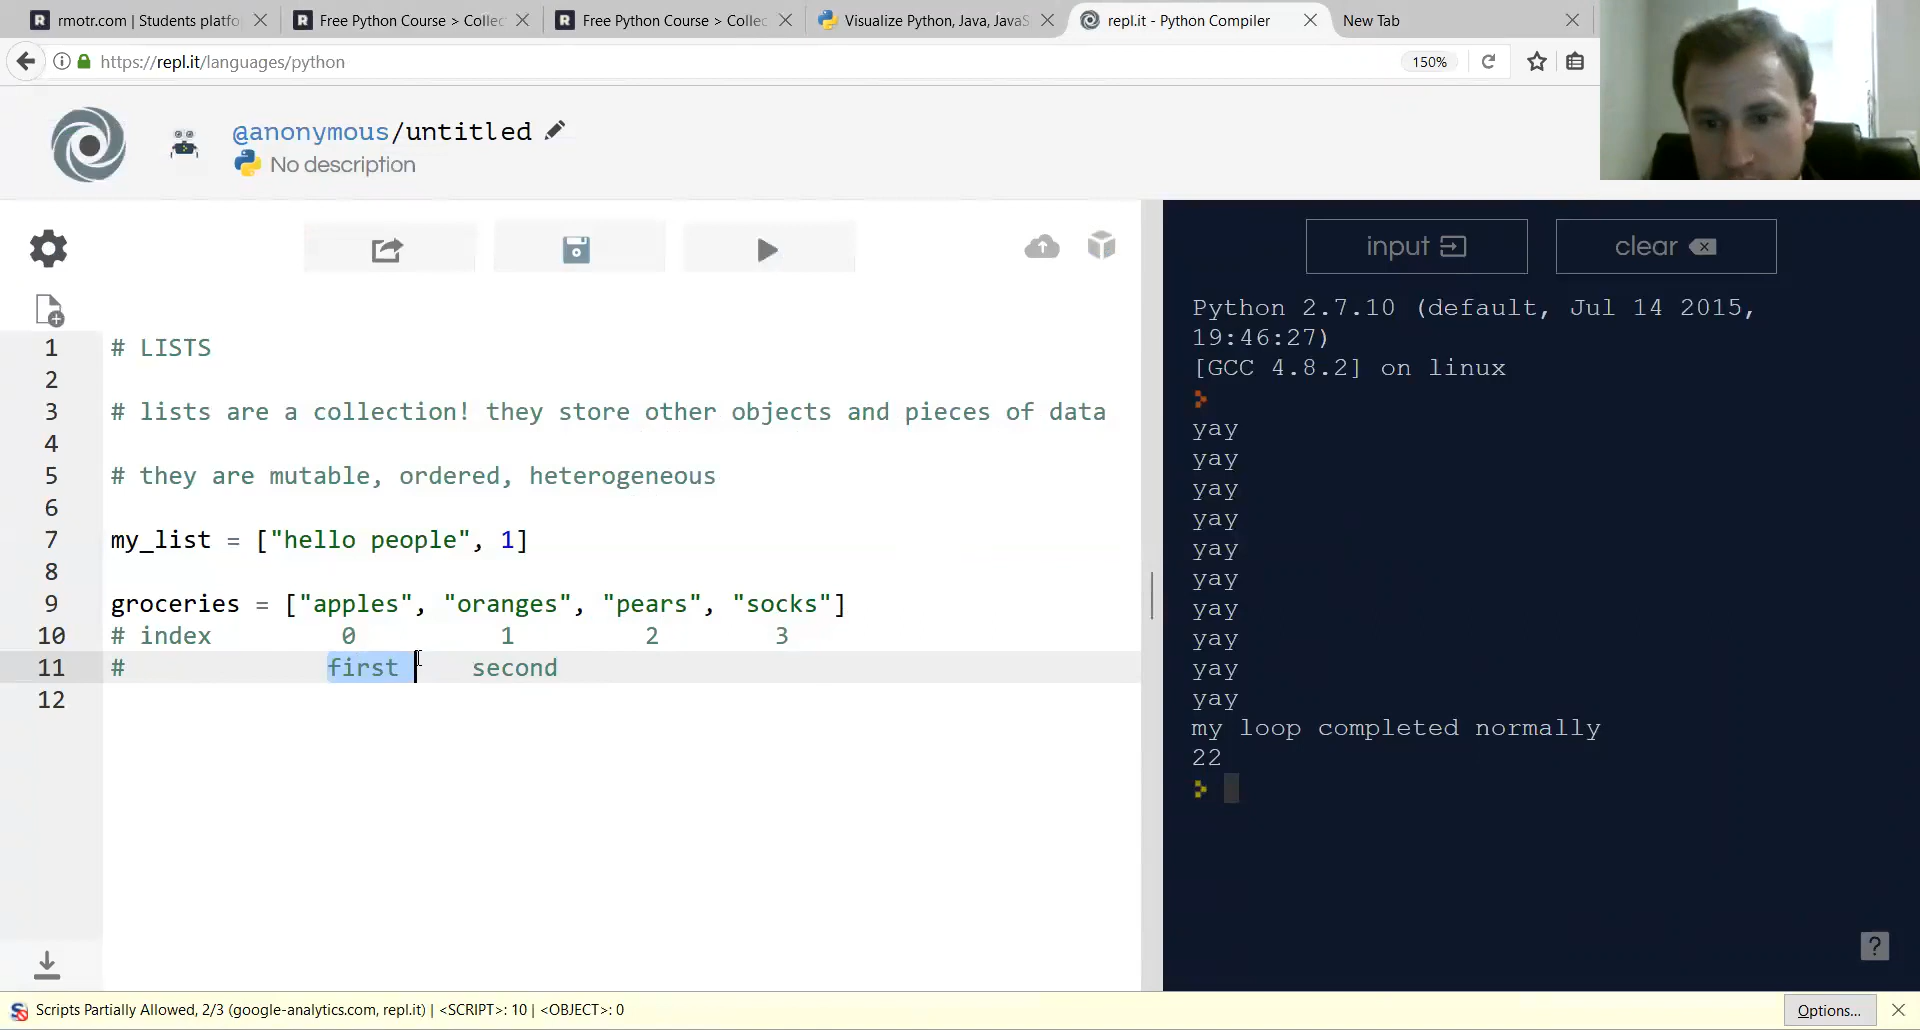 rmotr.com | Students platfo
Free Python Course > Collec
Free Python Course > Collec
Visualize Python, Java, JavaS
repl.it - Python Compiler
New Tab
https://repl.it/languages/python
150%
@anonymous/untitled
No description
input
clear
1 # LISTS
2
3 # lists are a collection! they store other objects and pieces of data
4
5 # they are mutable, ordered, heterogeneous
6
7 my_list = ["hello people", 1]
8
9 groceries = ["apples", "oranges", "pears", "socks"]
10 # index 0 1 2 3
11 # first second
12
Python 2.7.10 (default, Jul 14 2015,
19:46:27)
[GCC 4.8.2] on linux
yay
yay
yay
yay
yay
yay
yay
yay
yay
yay
my loop completed normally
22
?
Scripts Partially Allowed, 2/3 (google-analytics.com, repl.it) | <SCRIPT>: 10 | <OBJECT>: 0
Options...